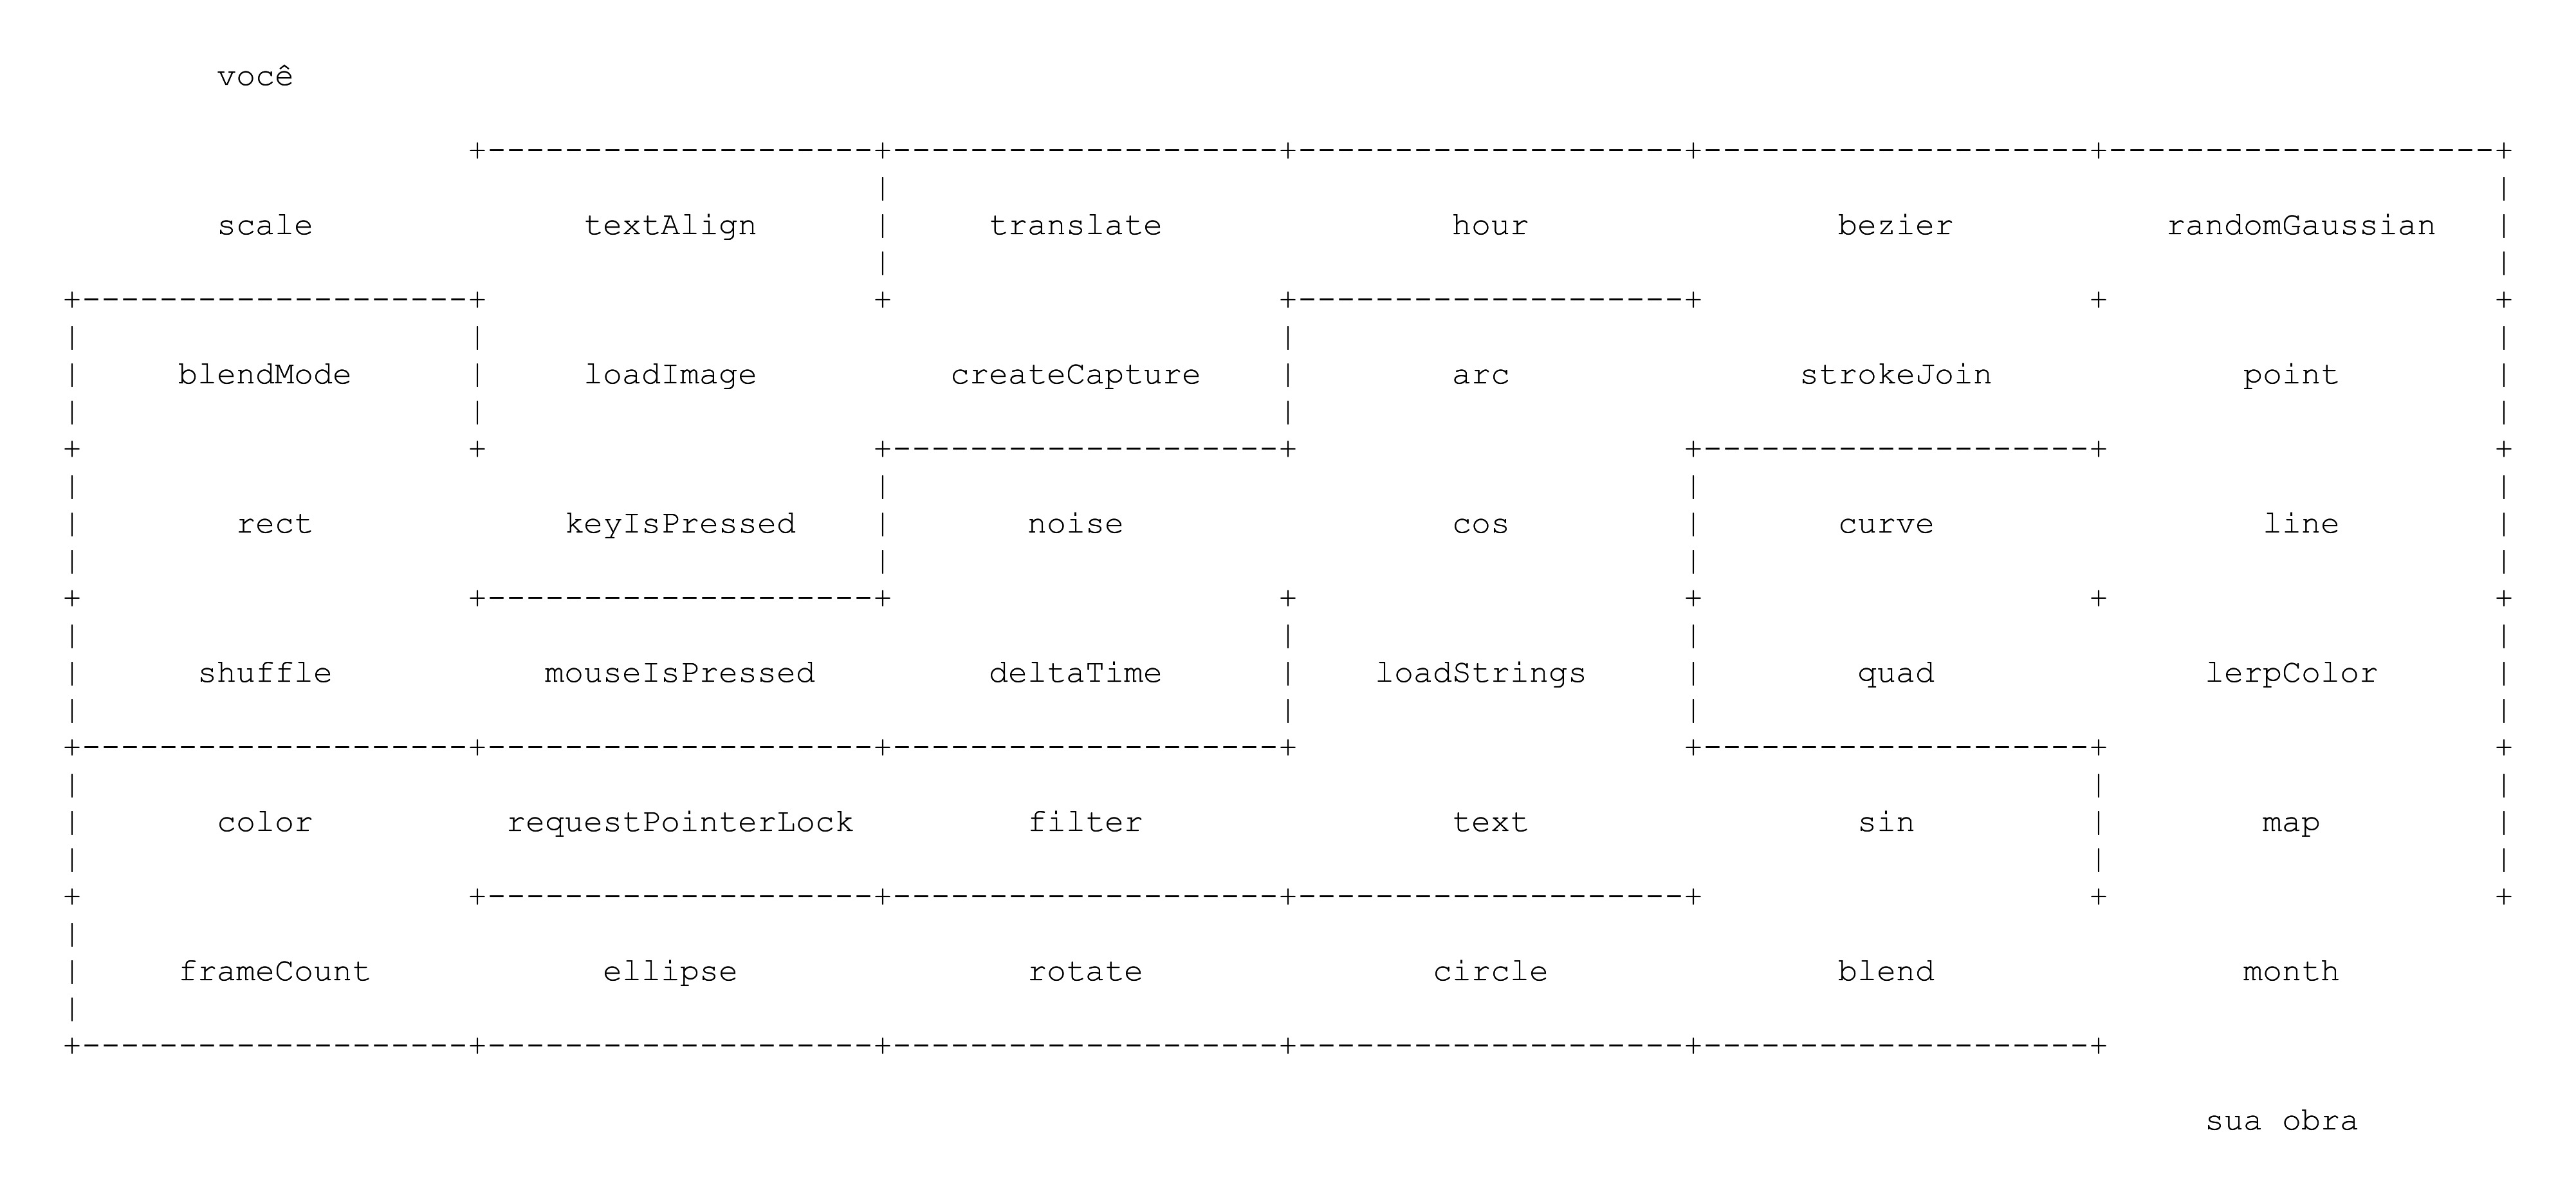 você
scale textAlign translate hour bezier randomGaussian
blendMode loadImage createCapture arc strokeJoin point
rect keyIsPressed noise cos curve line
shuffle mouseIsPressed deltaTime loadStrings quad lerpColor
color requestPointerLock filter text sin map
frameCount ellipse rotate circle blend month
sua obra